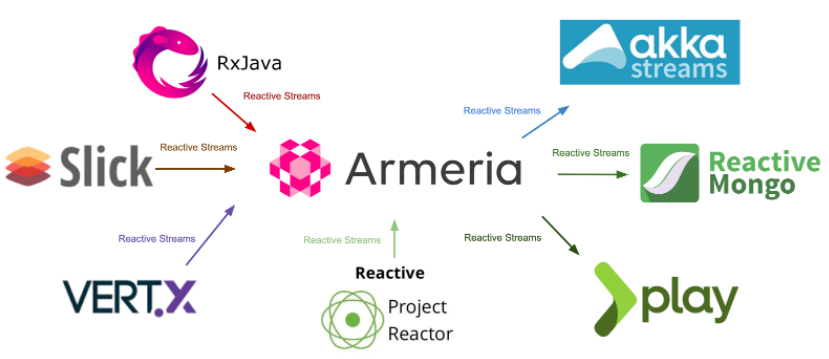 RxJava
Reactive Streams
akka
streams
Reactive Streams
Slick
Reactive Streams
Armeria
Reactive Streams
Reactive
Mongo
Reactive Streams
VERT.X
Reactive Streams
Reactive
Project
Reactor
Reactive Streams
play